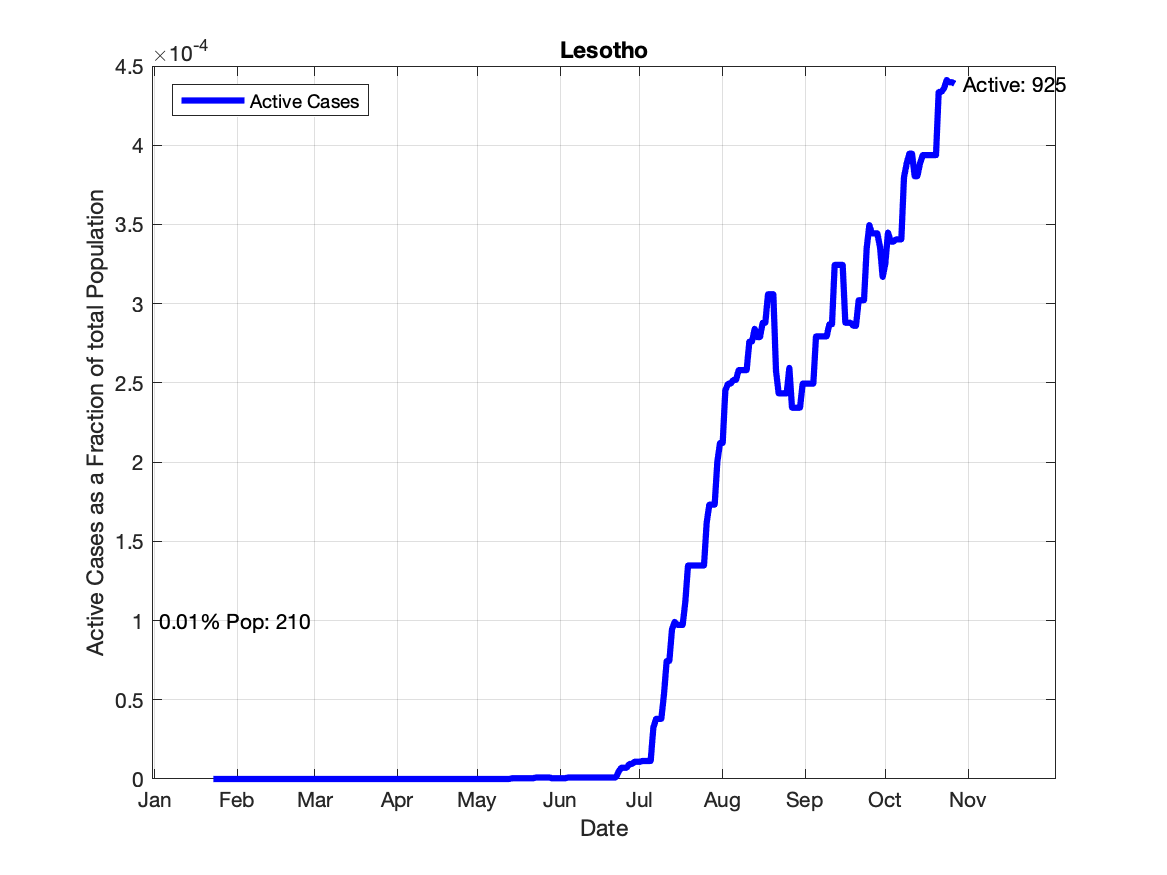 Lesotho
×10^-4
4.5
4
3.5
3
2.5
2
1.5
1
0.5
0
Active Cases as a Fraction of total Population
Active Cases
Active: 925
0.01% Pop: 210
Jan Feb Mar Apr May Jun Jul Aug Sep Oct Nov
Date